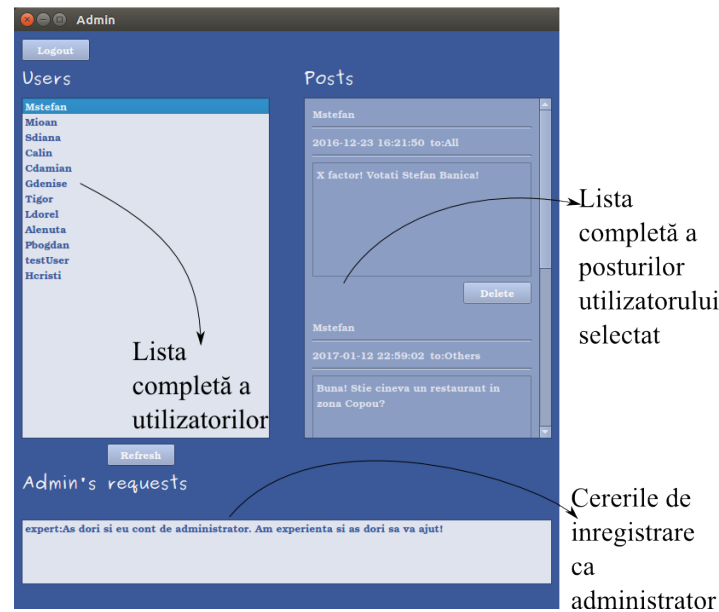 Admin
Logout
Users
Mstefan
Mioan
Sdiana
Calin
Cdamian
Gdenise
Tigor
Ldorel
Alenuta
Pbogdan
testUser
Hcristi
Lista
completă a
utilizatorilor
Refresh
Posts
Mstefan
2016-12-23 16:21:50 to:All
X factor! Votati Stefan Banica!
Delete
Mstefan
2017-01-12 22:59:02 to:Others
Buna! Stie cineva un restaurant in
zona Copou?
Lista
completă a
posturilor
utilizatorului
selectat
Admin's requests
expert:As dori si eu cont de administrator. Am experienta si as dori sa va ajut!
Cererile de
inregistrare
ca
administrator